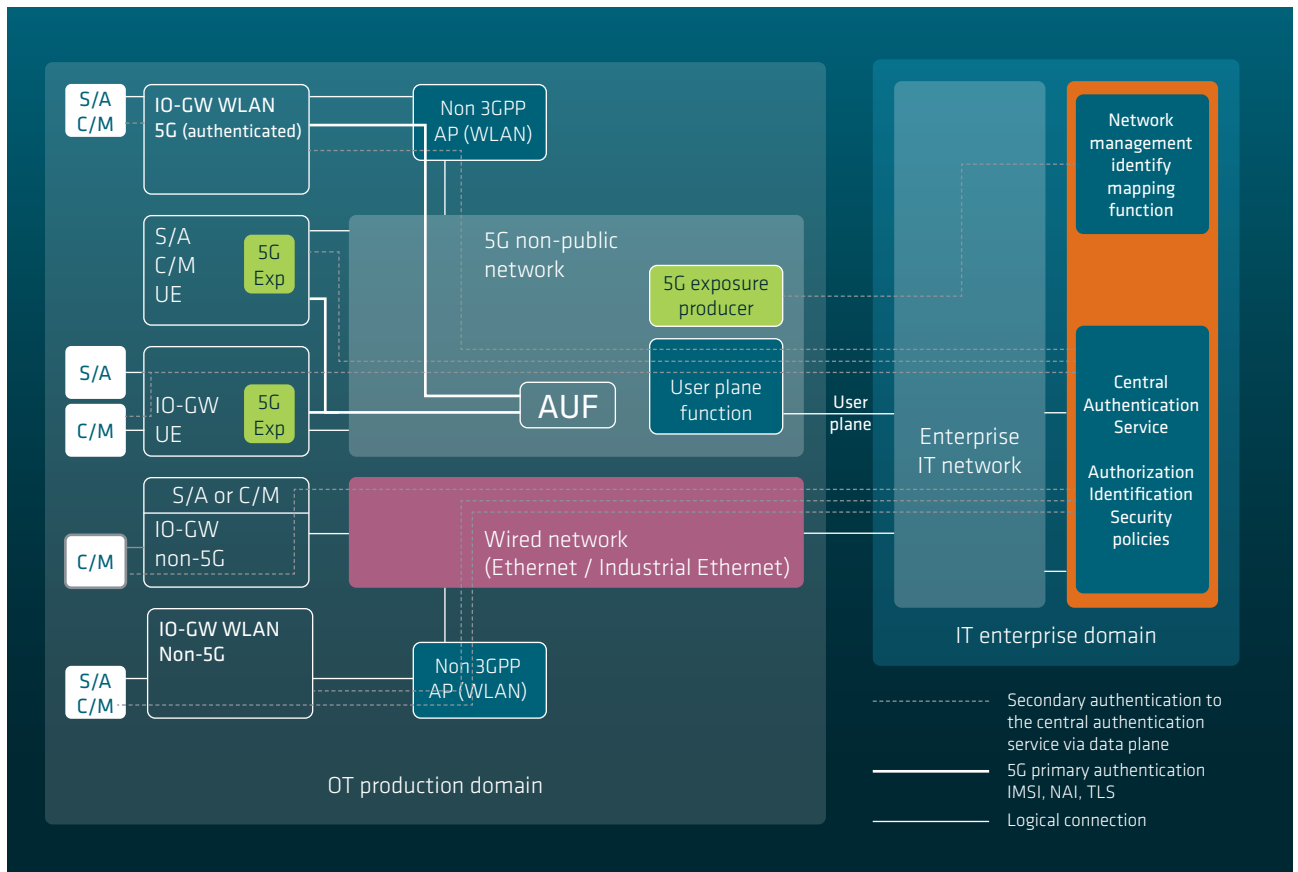 S/A
C/M
IO-GW WLAN
5G (authenticated)
Non 3GPP
AP (WLAN)
S/A
C/M
UE
5G
Exp
5G non-public
network
5G exposure
producer
S/A
C/M
IO-GW
UE
5G
Exp
AUF
User plane
function
User
plane
S/A or C/M
IO-GW
non-5G
C/M
Wired network
(Ethernet / Industrial Ethernet)
IO-GW WLAN
Non-5G
S/A
C/M
Non 3GPP
AP (WLAN)
OT production domain
Enterprise
IT network
Network
management
identify
mapping
function
Central
Authentication
Service
Authorization
Identification
Security
policies
IT enterprise domain
Secondary authentication to
the central authentication
service via data plane
5G primary authentication
IMSI, NAI, TLS
Logical connection